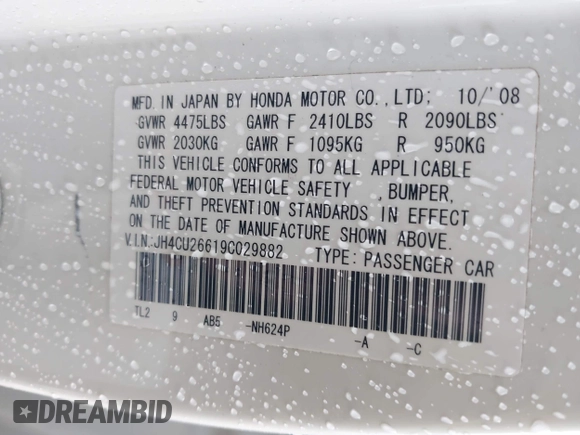 MFD. IN JAPAN BY HONDA MOTOR CO., LTD; 10/'08
GVWR 4475LBS GAWR F 2410LBS R 2090LBS
GVWR 2030KG GAWR F 1095KG R 950KG
THIS VEHICLE CONFORMS TO ALL APPLICABLE
FEDERAL MOTOR VEHICLE SAFETY , BUMPER,
AND THEFT PREVENTION STANDARDS IN EFFECT
ON THE DATE OF MANUFACTURE SHOWN ABOVE.
V.I.N:JH4CU26619C029882 TYPE: PASSENGER CAR
TL2 9 AB5 -NH624P -A -C
DREAMBID